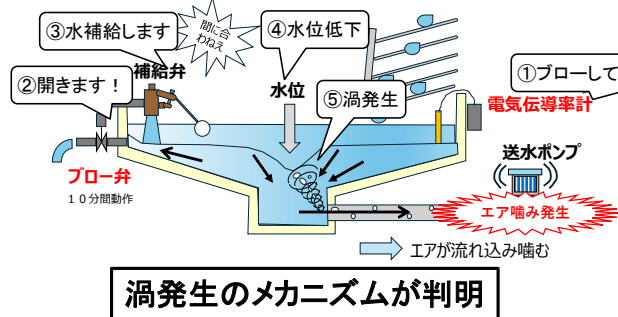 ③水補給します
間に合
わねえ
④水位低下
①ブローして
②開きます！
補給弁
水位
⑤渦発生
電気伝導率計
送水ポンプ
ブロー弁
１０分間動作
エア噛み発生
エアが流れ込み噛む
渦発生のメカニズムが判明